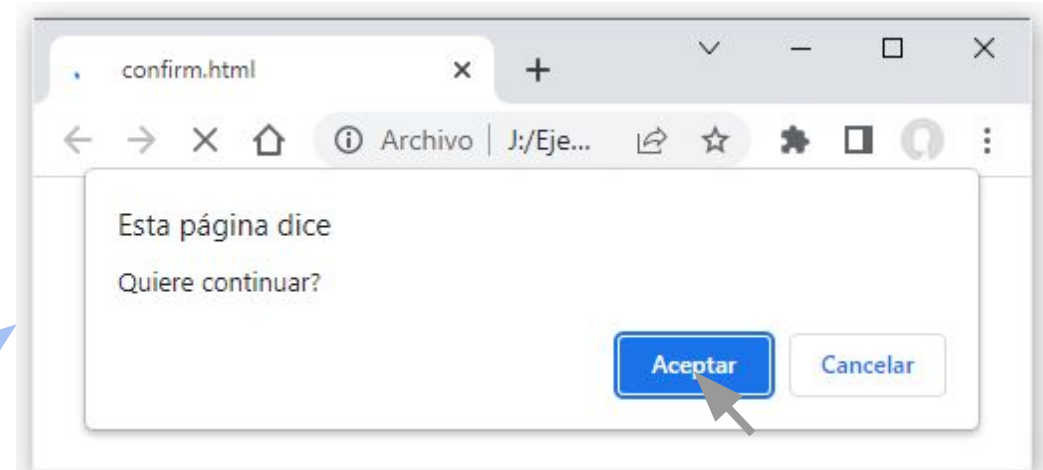 confirm.html
Archivo | J:/Eje...
Esta página dice
Quiere continuar?
Aceptar Cancelar